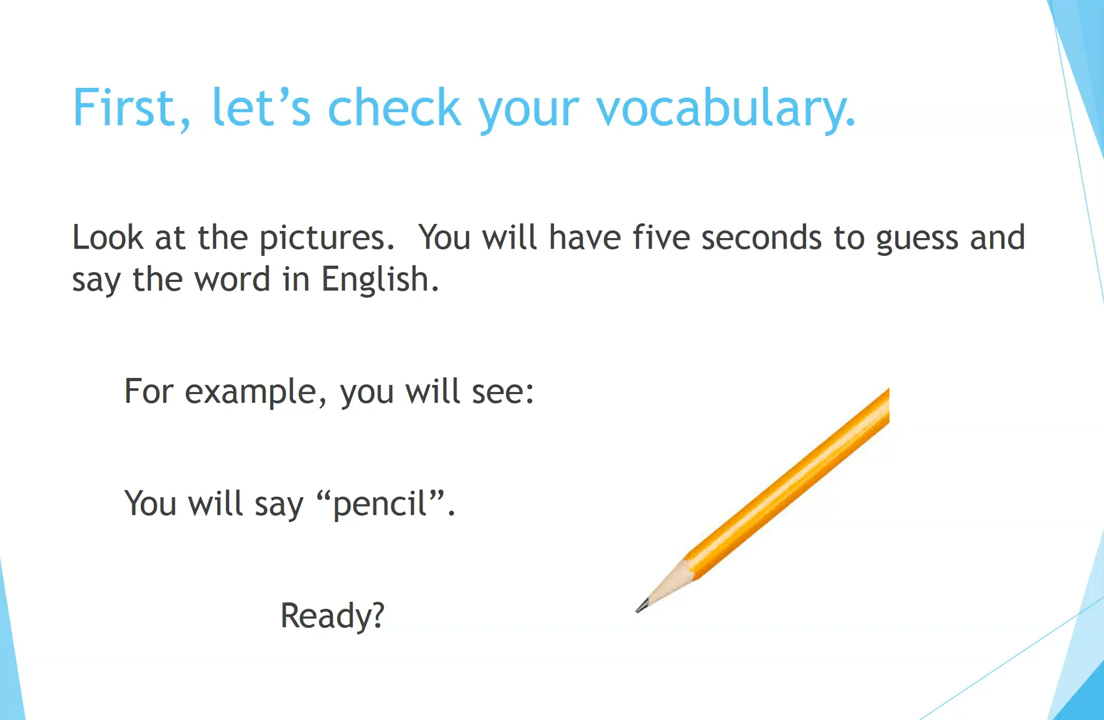 First, let’s check your vocabulary.
Look at the pictures.  You will have five seconds to guess and
say the word in English.
For example, you will see:
You will say “pencil”.
Ready?